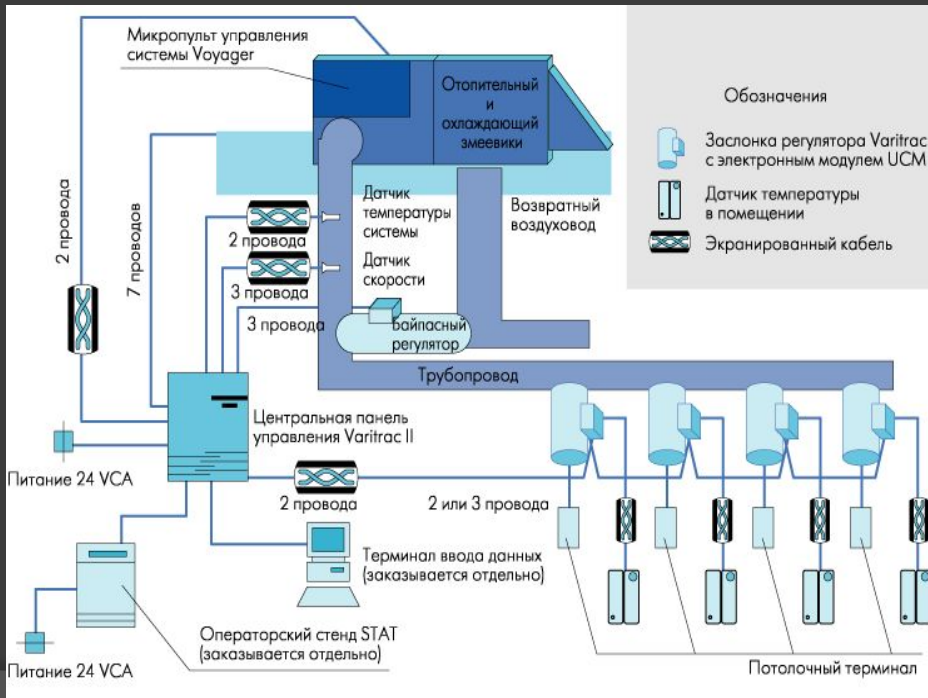 Микропульт управления
системы Voyager
Отопительный
и
охлаждающий
змеевики
Обозначения
Заслонка регулятора Varitrac
с электронным модулем UCM
Датчик температуры
в помещении
Экранированный кабель
2 провода
7 проводов
Датчик
температуры
системы
2 провода
Возвратный
воздуховод
Датчик
скорости
3 провода
3 провода
Байпасный
регулятор
Трубопровод
Центральная панель
управления Varitrac II
Питание 24 VCA
2 провода
2 или 3 провода
Терминал ввода данных
(заказывается отдельно)
Операторский стенд STAT
(заказывается отдельно)
Питание 24 VCA
Потолочный терминал